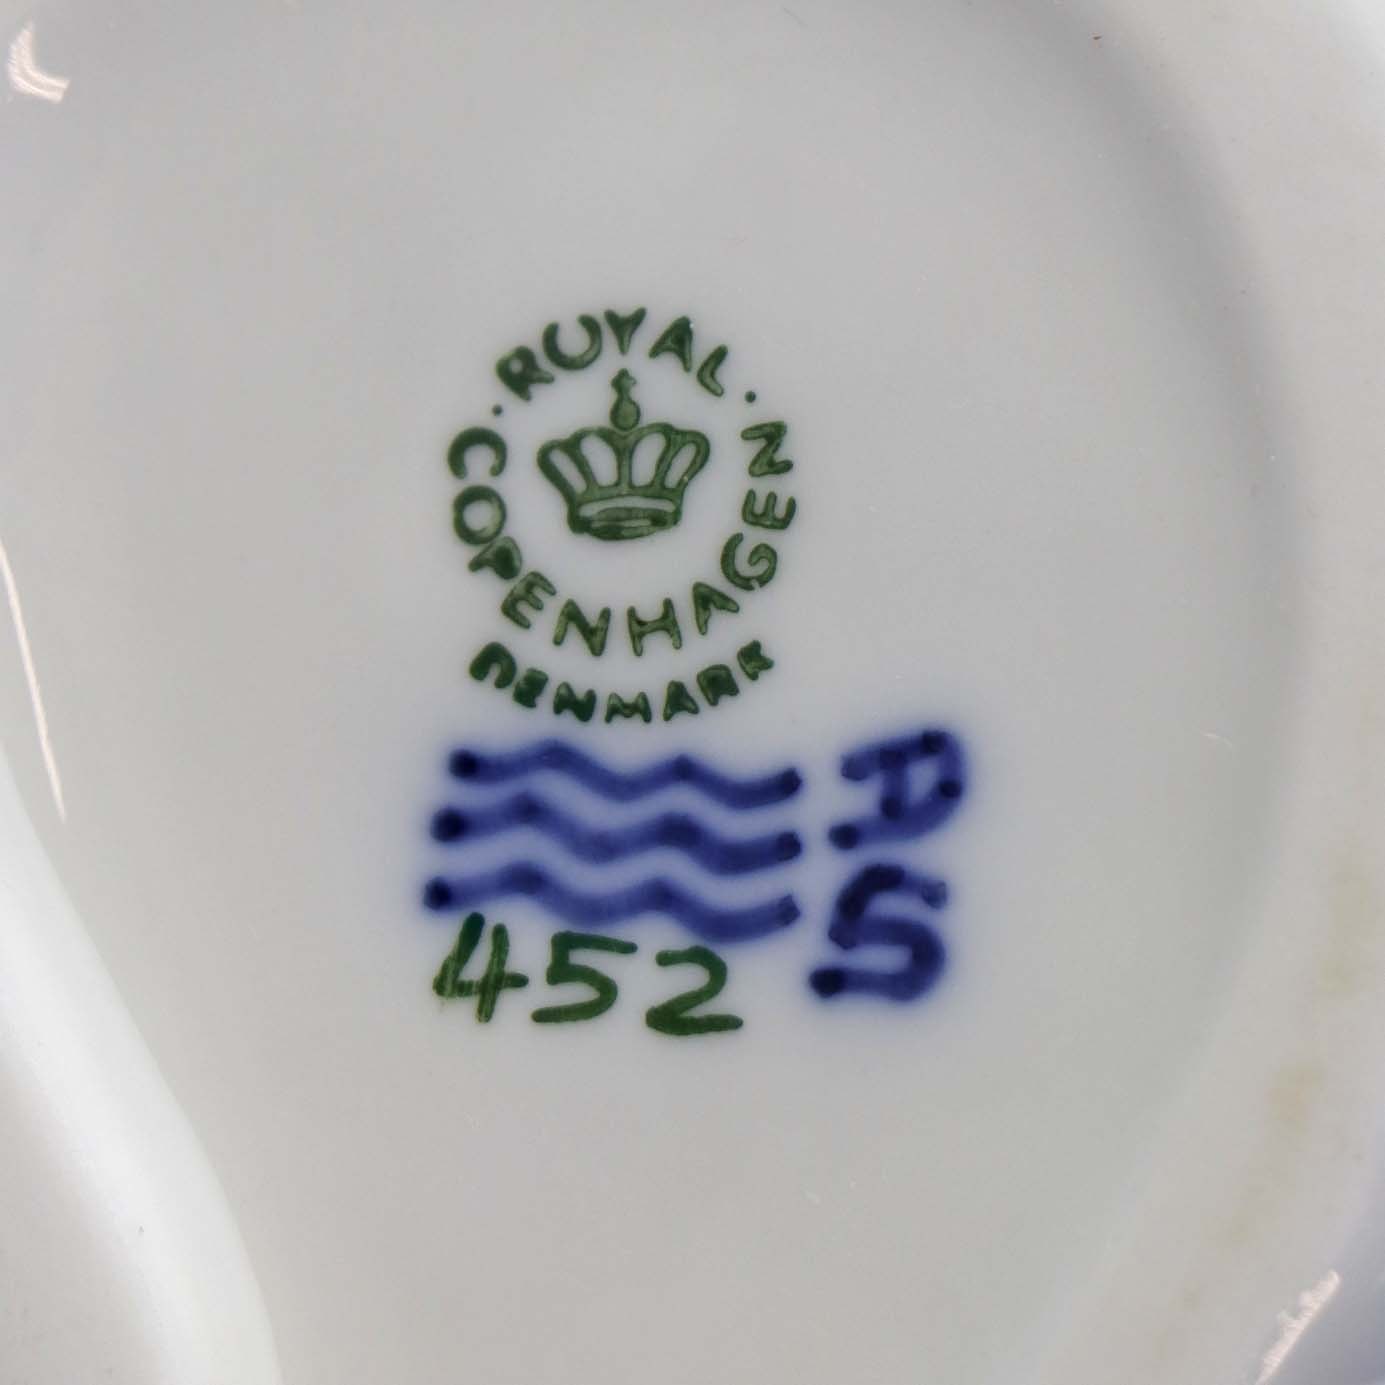 · ROYAL ·
COPENHAGEN
DENMARK
D
S
452